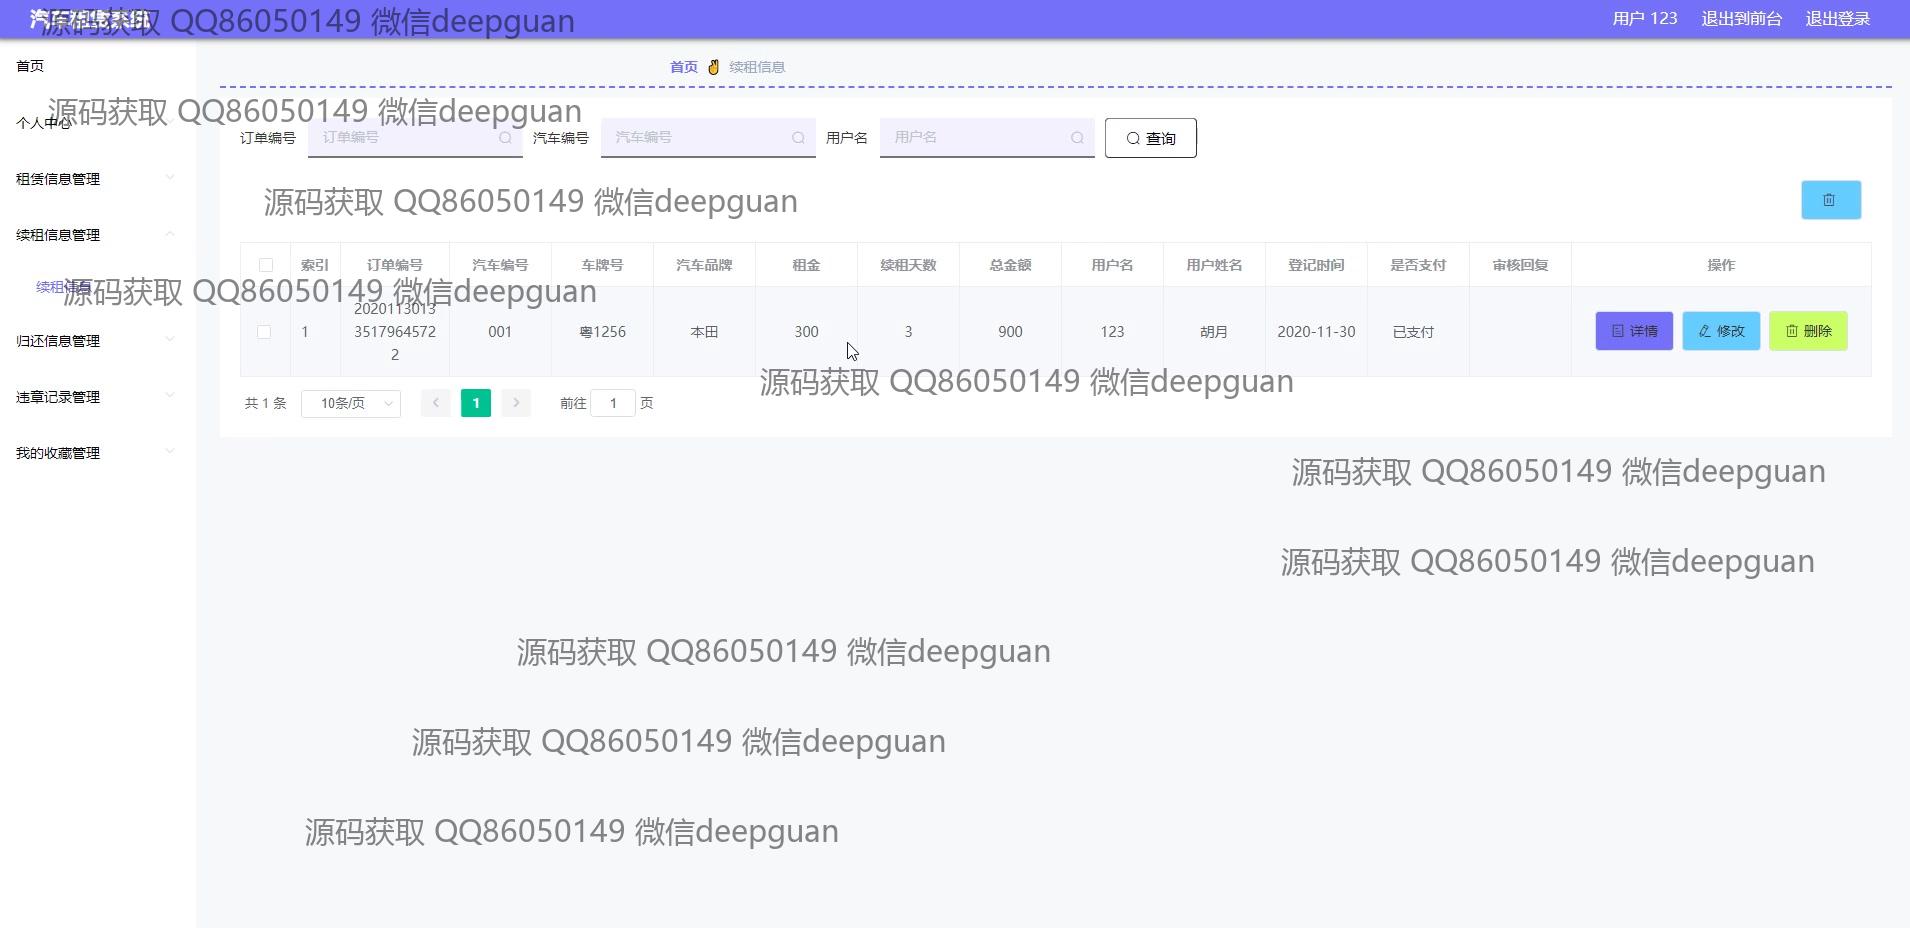 用户 123 退出到前台 退出登录
源码获取 QQ86050149 微信deepguan
首页
首页 续租信息
源码获取 QQ86050149 微信deepguan
个人中心
订单编号 订单编号 汽车编号 汽车编号 用户名 用户名 查询
租赁信息管理
源码获取 QQ86050149 微信deepguan
续租信息管理
索引 订单编号 汽车编号 车牌号 汽车品牌 租金 续租天数 总金额 用户名 用户姓名 登记时间 是否支付 审核回复 操作
续租信息
源码获取 QQ86050149 微信deepguan
2020113013
1 3517964572 001 粤1256 本田 300 3 900 123 胡月 2020-11-30 已支付 详情 修改 删除
2
归还信息管理
源码获取 QQ86050149 微信deepguan
违章记录管理
共 1 条 10条/页 1 前往 1 页
我的收藏管理
源码获取 QQ86050149 微信deepguan
源码获取 QQ86050149 微信deepguan
源码获取 QQ86050149 微信deepguan
源码获取 QQ86050149 微信deepguan
源码获取 QQ86050149 微信deepguan